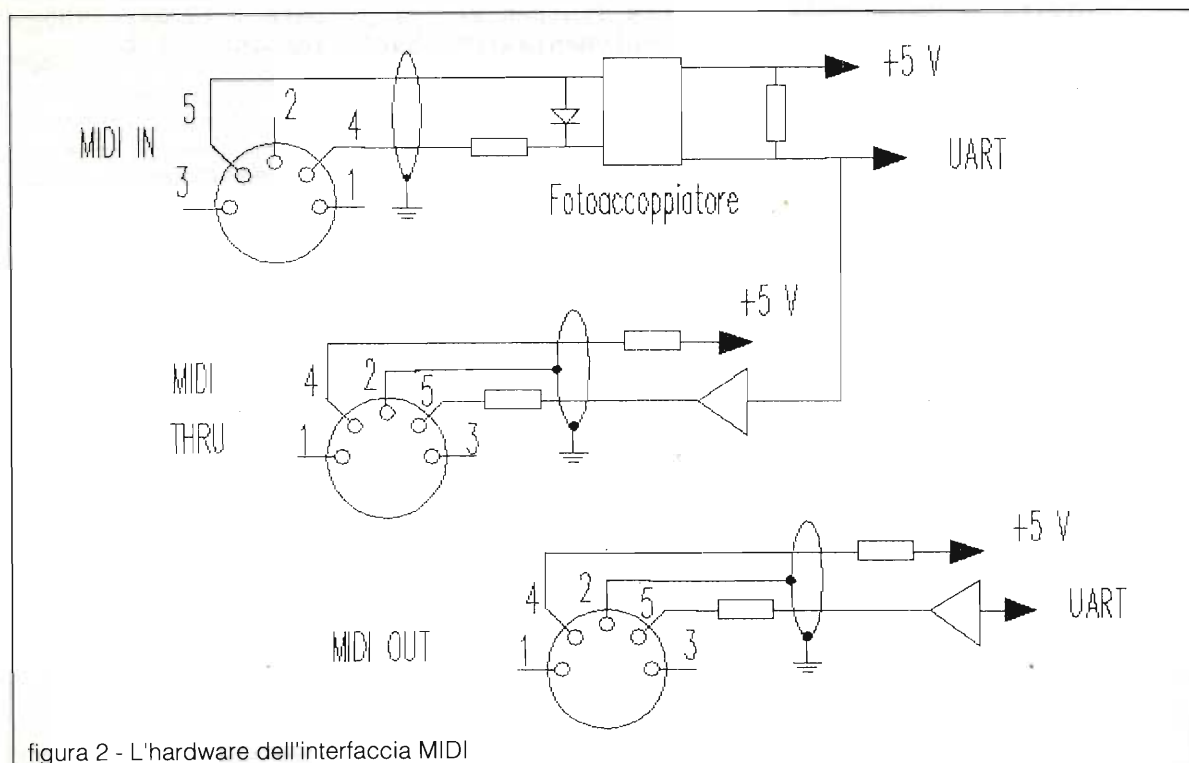 +5 V
5
2
4
MIDI IN
UART
3
1
Fotoaccoppiatore
+5 V
MIDI
THRU
4
2
5
1
3
+5 V
4
2
5
UART
MIDI OUT
1
3
figura 2 - L'hardware dell'interfaccia MIDI